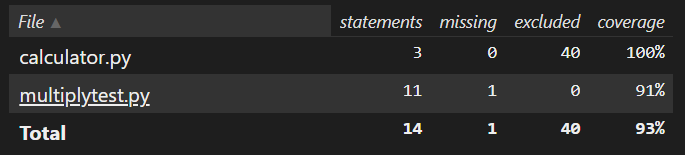 File ▲ statements missing excluded coverage
calculator.py 3 0 40 100%
multiplytest.py 11 1 0 91%
Total 14 1 40 93%